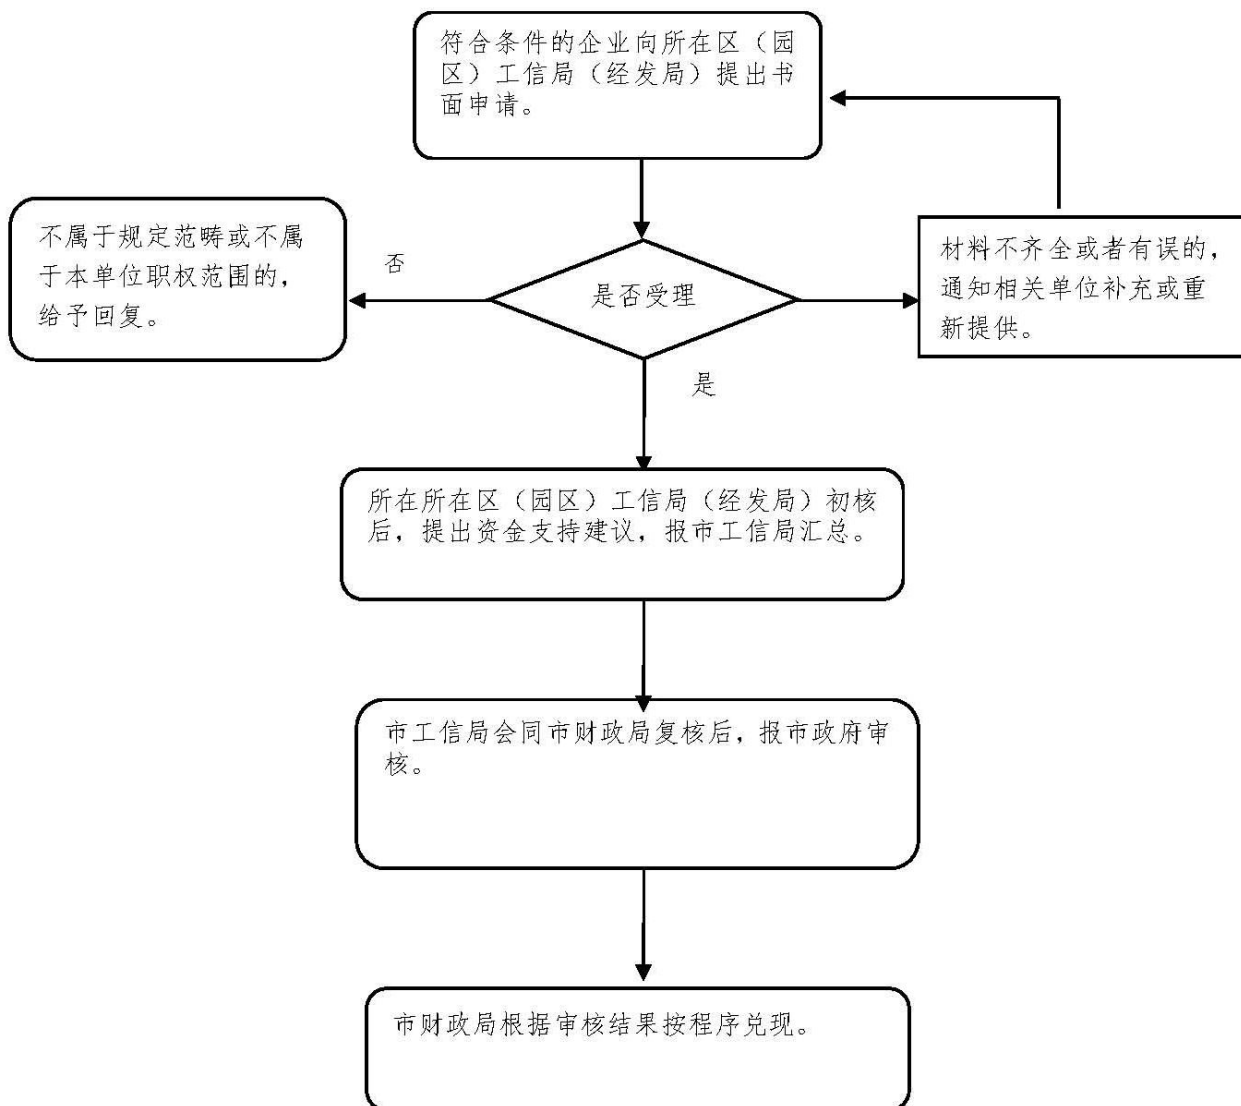 符合条件的企业向所在区（园
区）工信局（经发局）提出书
面申请。
不属于规定范畴或不属
于本单位职权范围的，
给予回复。
否
是否受理
材料不齐全或者有误的，
通知相关单位补充或重
新提供。
是
所在所在区（园区）工信局（经发局）初核
后，提出资金支持建议，报市工信局汇总。
市工信局会同市财政局复核后，报市政府审
核。
市财政局根据审核结果按程序兑现。